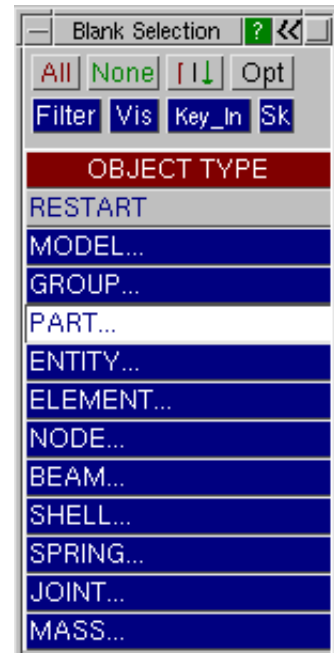 Blank Selection ? <<
All None ⌈I↓ Opt
Filter Vis Key_In Sk
OBJECT TYPE
RESTART
MODEL...
GROUP...
PART...
ENTITY...
ELEMENT...
NODE...
BEAM...
SHELL...
SPRING...
JOINT...
MASS...